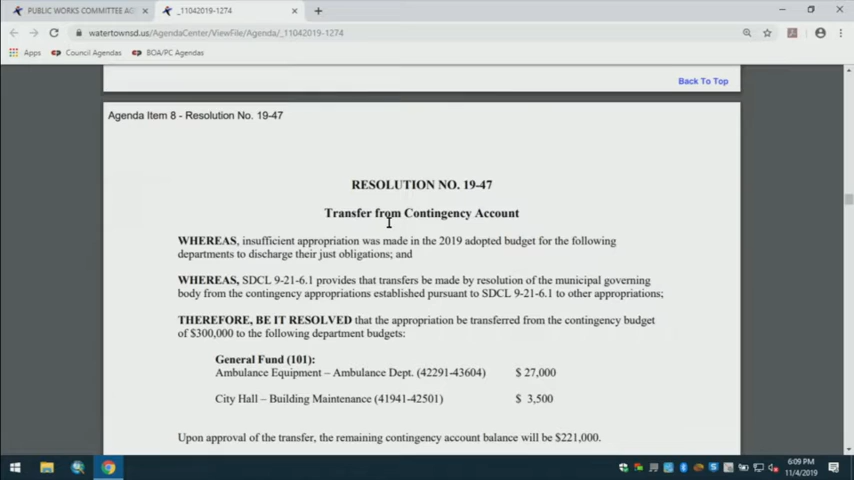 PUBLIC WORKS COMMITTEE AG
_11042019-1274
watertownsd.us/AgendaCenter/ViewFile/Agenda/_11042019-1274
Apps
Council Agendas
BOA/PC Agendas
Back To Top
Agenda Item 8 - Resolution No. 19-47
RESOLUTION NO. 19-47
Transfer from Contingency Account
WHEREAS, insufficient appropriation was made in the 2019 adopted budget for the following
departments to discharge their just obligations; and
WHEREAS, SDCL 9-21-6.1 provides that transfers be made by resolution of the municipal governing
body from the contingency appropriations established pursuant to SDCL 9-21-6.1 to other appropriations;
THEREFORE, BE IT RESOLVED that the appropriation be transferred from the contingency budget
of $300,000 to the following department budgets:
General Fund (101):
Ambulance Equipment – Ambulance Dept. (42291-43604) $ 27,000
City Hall – Building Maintenance (41941-42501) $ 3,500
Upon approval of the transfer, the remaining contingency account balance will be $221,000.
6:09 PM
11/4/2019